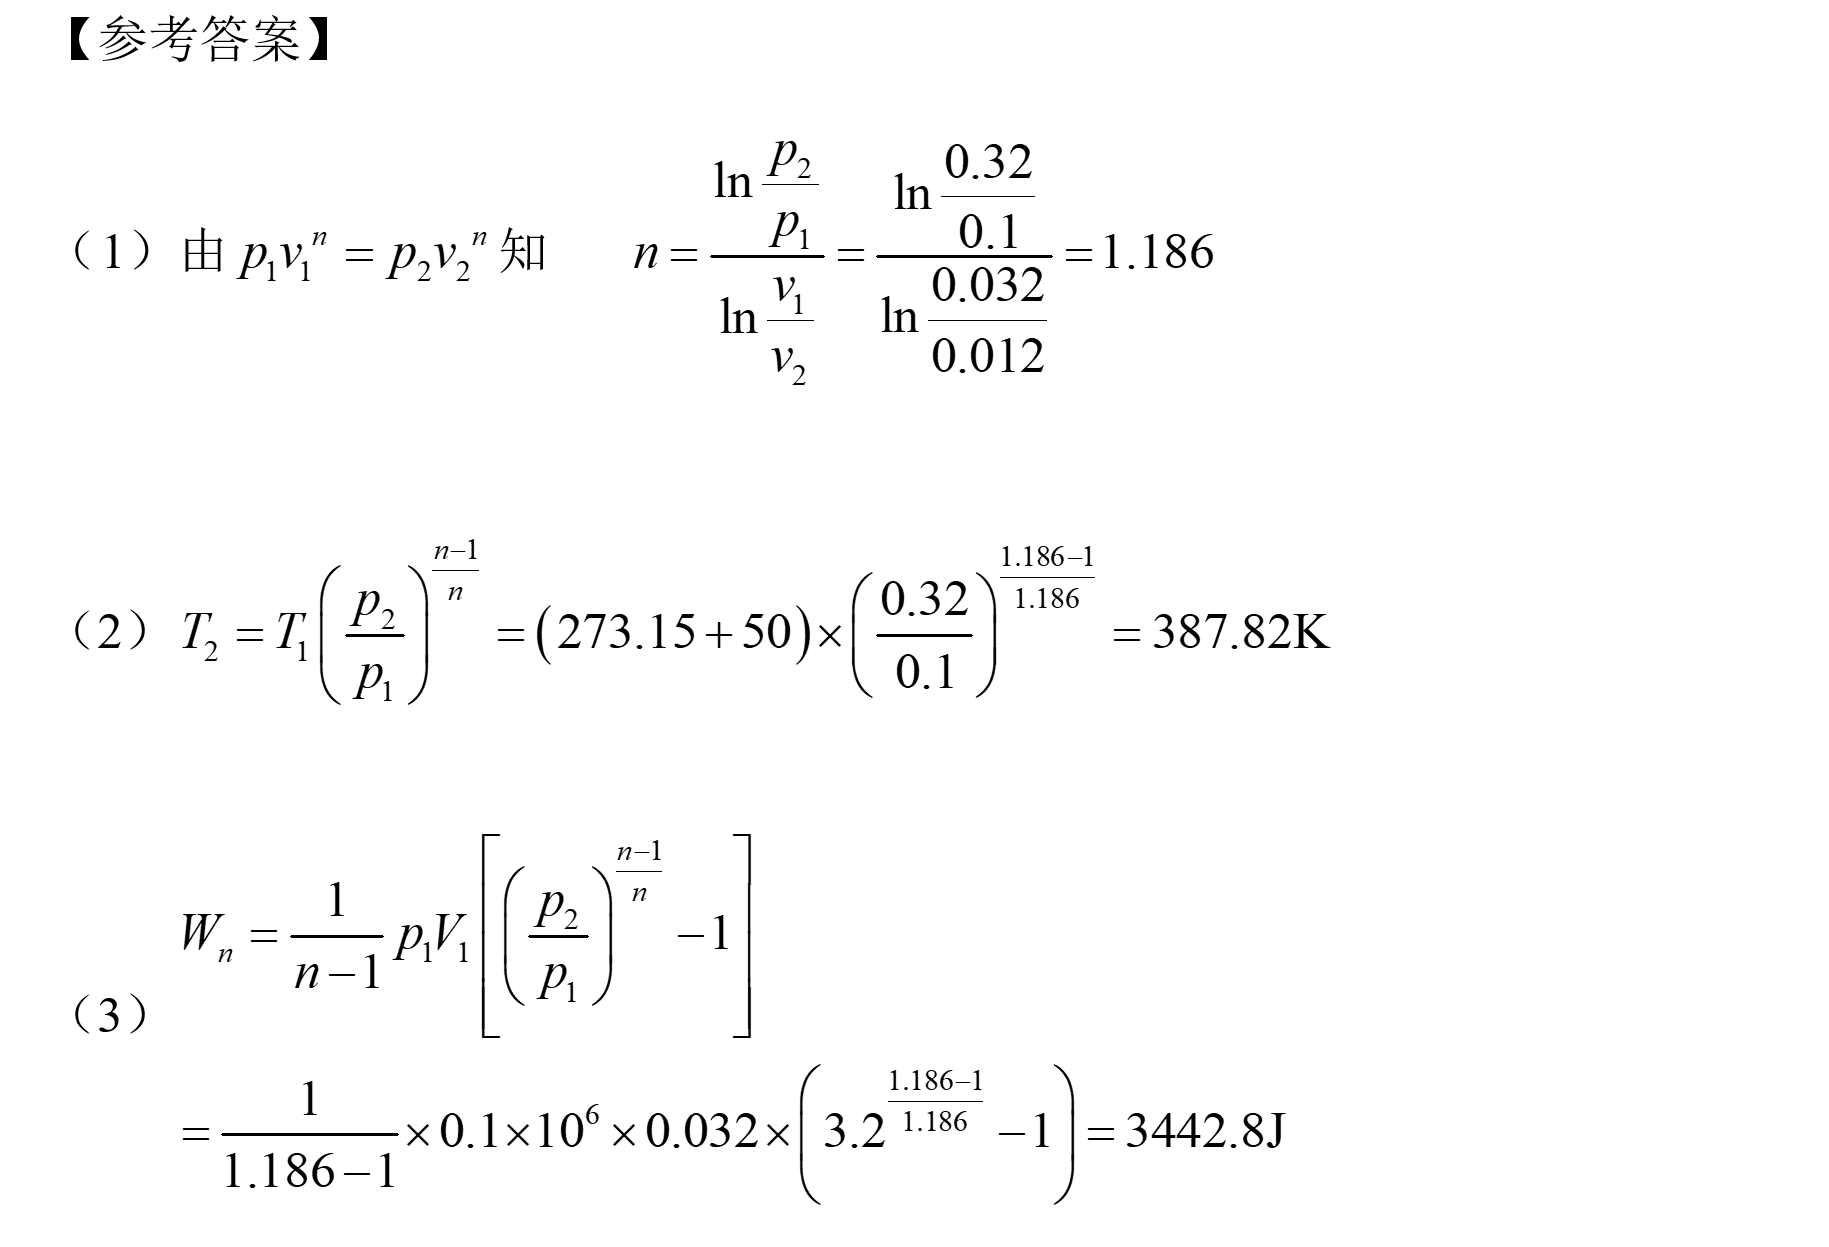 【参考答案】
（1）由 p₁v₁ⁿ = p₂v₂ⁿ 知 n = (ln(p₂/p₁))/(ln(v₁/v₂)) = (ln(0.32/0.1))/(ln(0.032/0.012)) = 1.186
（2）T₂ = T₁(p₂/p₁)^((n−1)/n) = (273.15+50)×(0.32/0.1)^((1.186−1)/1.186) = 387.82K
（3）Wₙ = (1/(n−1)) p₁V₁[(p₂/p₁)^((n−1)/n) −1]
= (1/(1.186−1))×0.1×10⁶×0.032×(3.2^((1.186−1)/1.186) −1) = 3442.8J